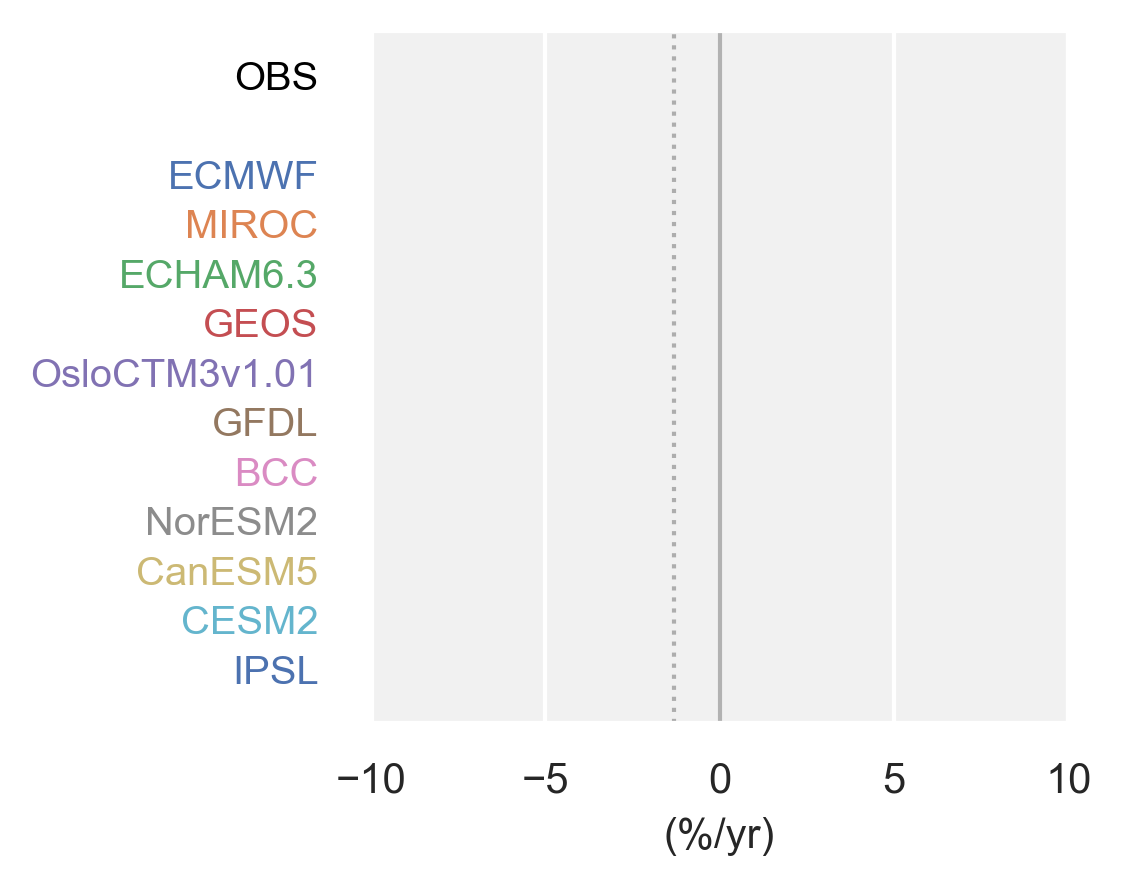 OBS
ECMWF
MIROC
ECHAM6.3
GEOS
OsloCTM3v1.01
GFDL
BCC
NorESM2
CanESM5
CESM2
IPSL
−10 −5 0 5 10
(%/yr)